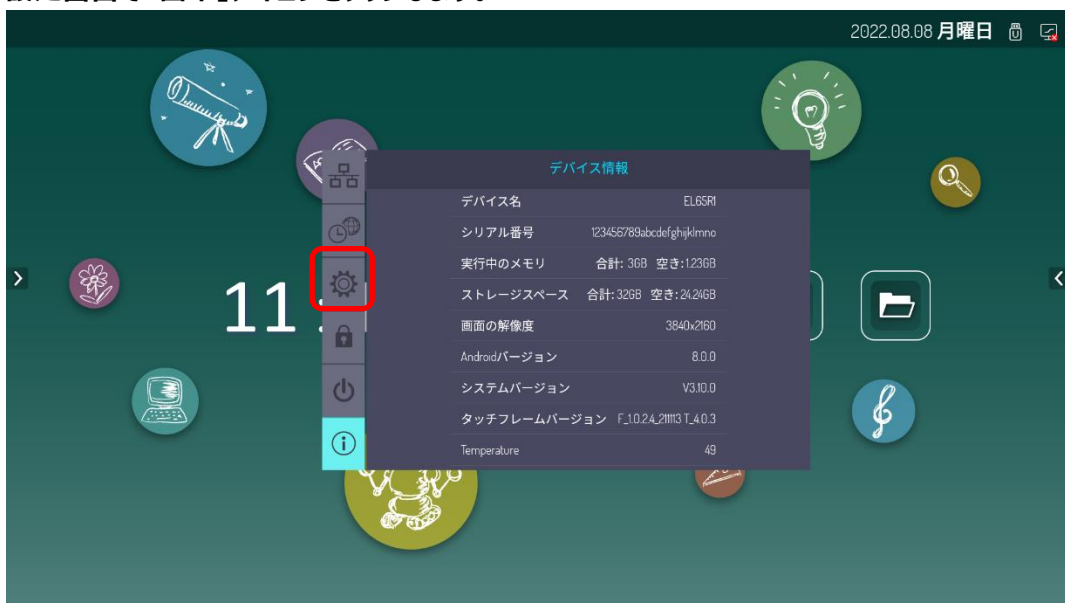 2022.08.08 月曜日
デバイス情報
デバイス名 EL65R1
シリアル番号 123456789abcdefghijklmno
実行中のメモリ 合計: 3GB 空き:1.23GB
ストレージスペース 合計: 32GB 空き: 24.24GB
11:
画面の解像度 3840x2160
Androidバージョン 8.0.0
システムバージョン V3.10.0
タッチフレームバージョン F_1.0.2.4_211113 T_4.0.3
Temperature 49